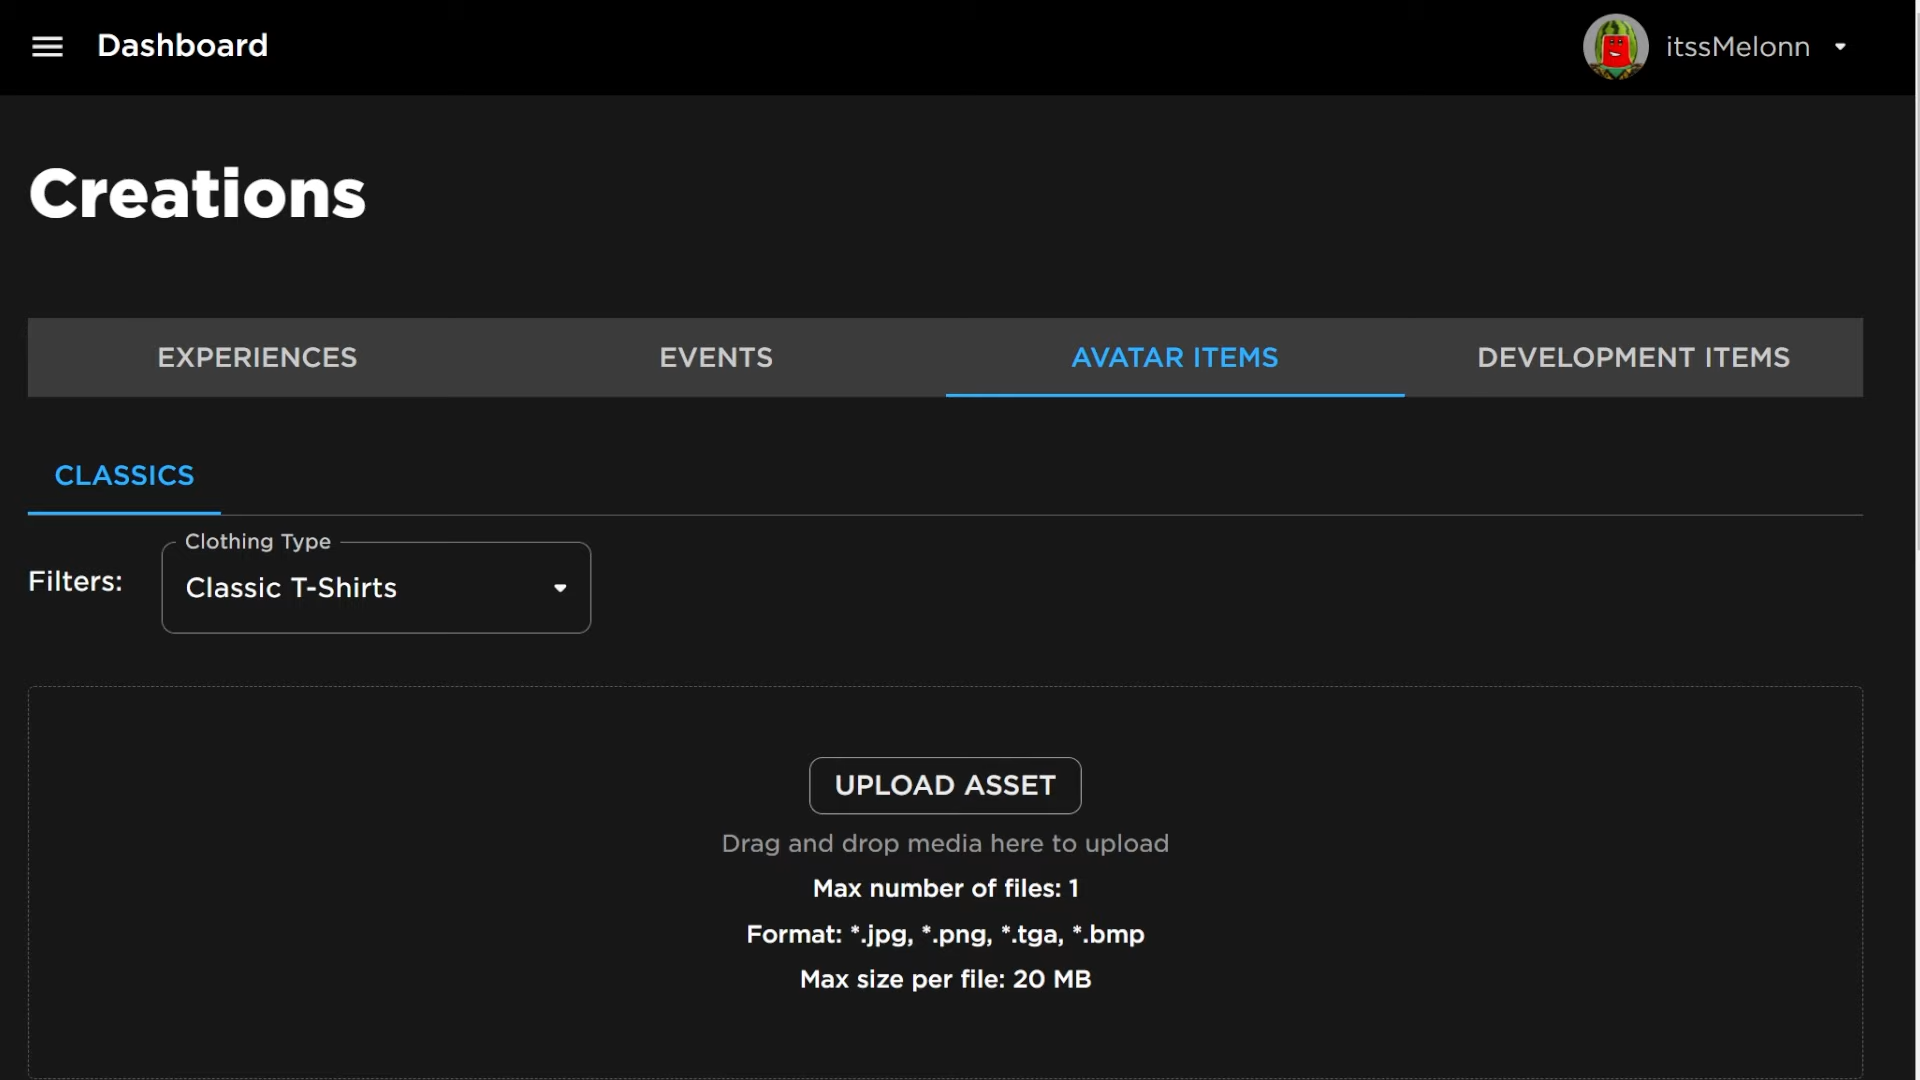 Dashboard
itssMelonn
Creations
EXPERIENCES
EVENTS
AVATAR ITEMS
DEVELOPMENT ITEMS
CLASSICS
Filters:
Clothing Type
Classic T-Shirts
UPLOAD ASSET
Drag and drop media here to upload
Max number of files: 1
Format: *.jpg, *.png, *.tga, *.bmp
Max size per file: 20 MB